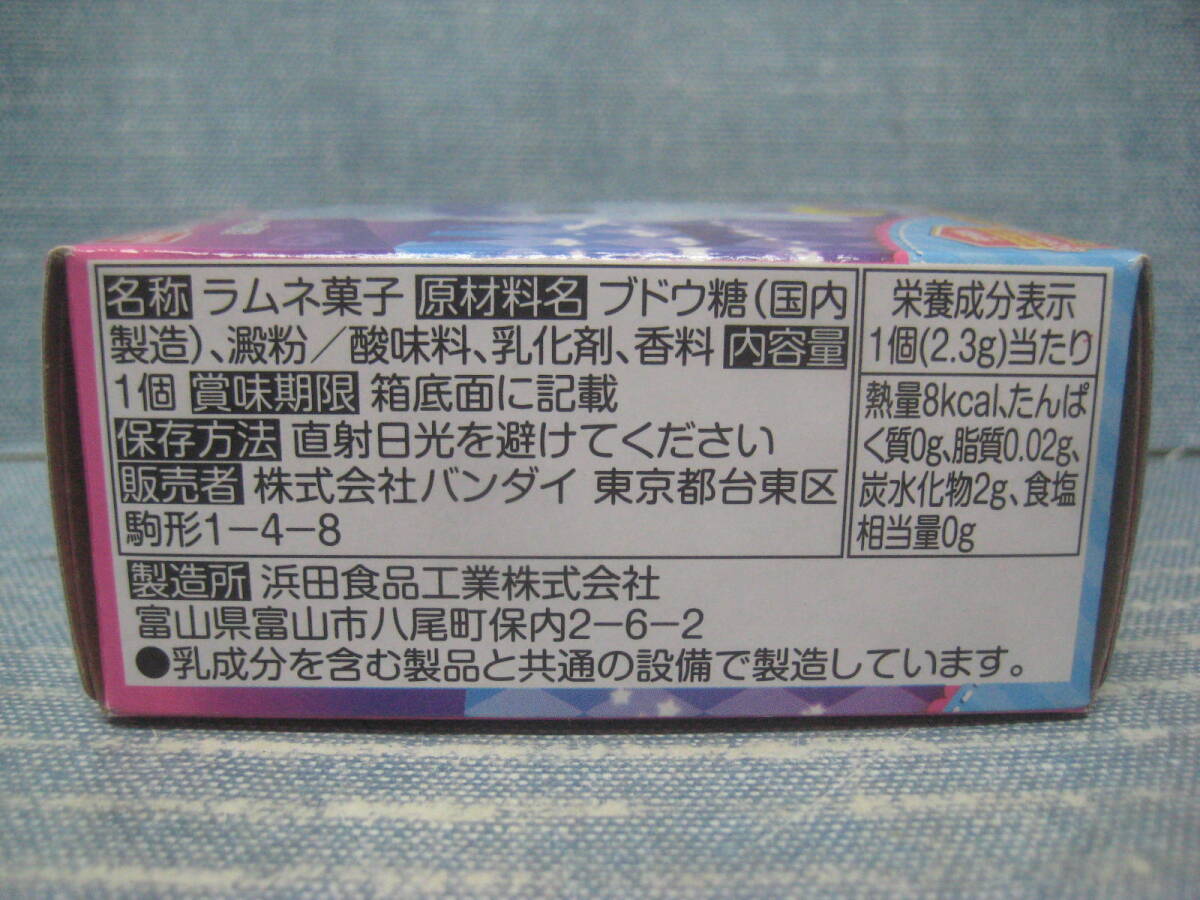 名称 ラムネ菓子 原材料名 ブドウ糖(国内
製造)、澱粉/酸味料、乳化剤、香料 内容量
1個 賞味期限 箱底面に記載
保存方法 直射日光を避けてください
販売者 株式会社バンダイ 東京都台東区
駒形1-4-8
栄養成分表示
1個(2.3g)当たり
熱量8kcal、たんぱ
く質0g、脂質0.02g、
炭水化物2g、食塩
相当量0g
製造所 浜田食品工業株式会社
富山県富山市八尾町保内2-6-2
●乳成分を含む製品と共通の設備で製造しています。